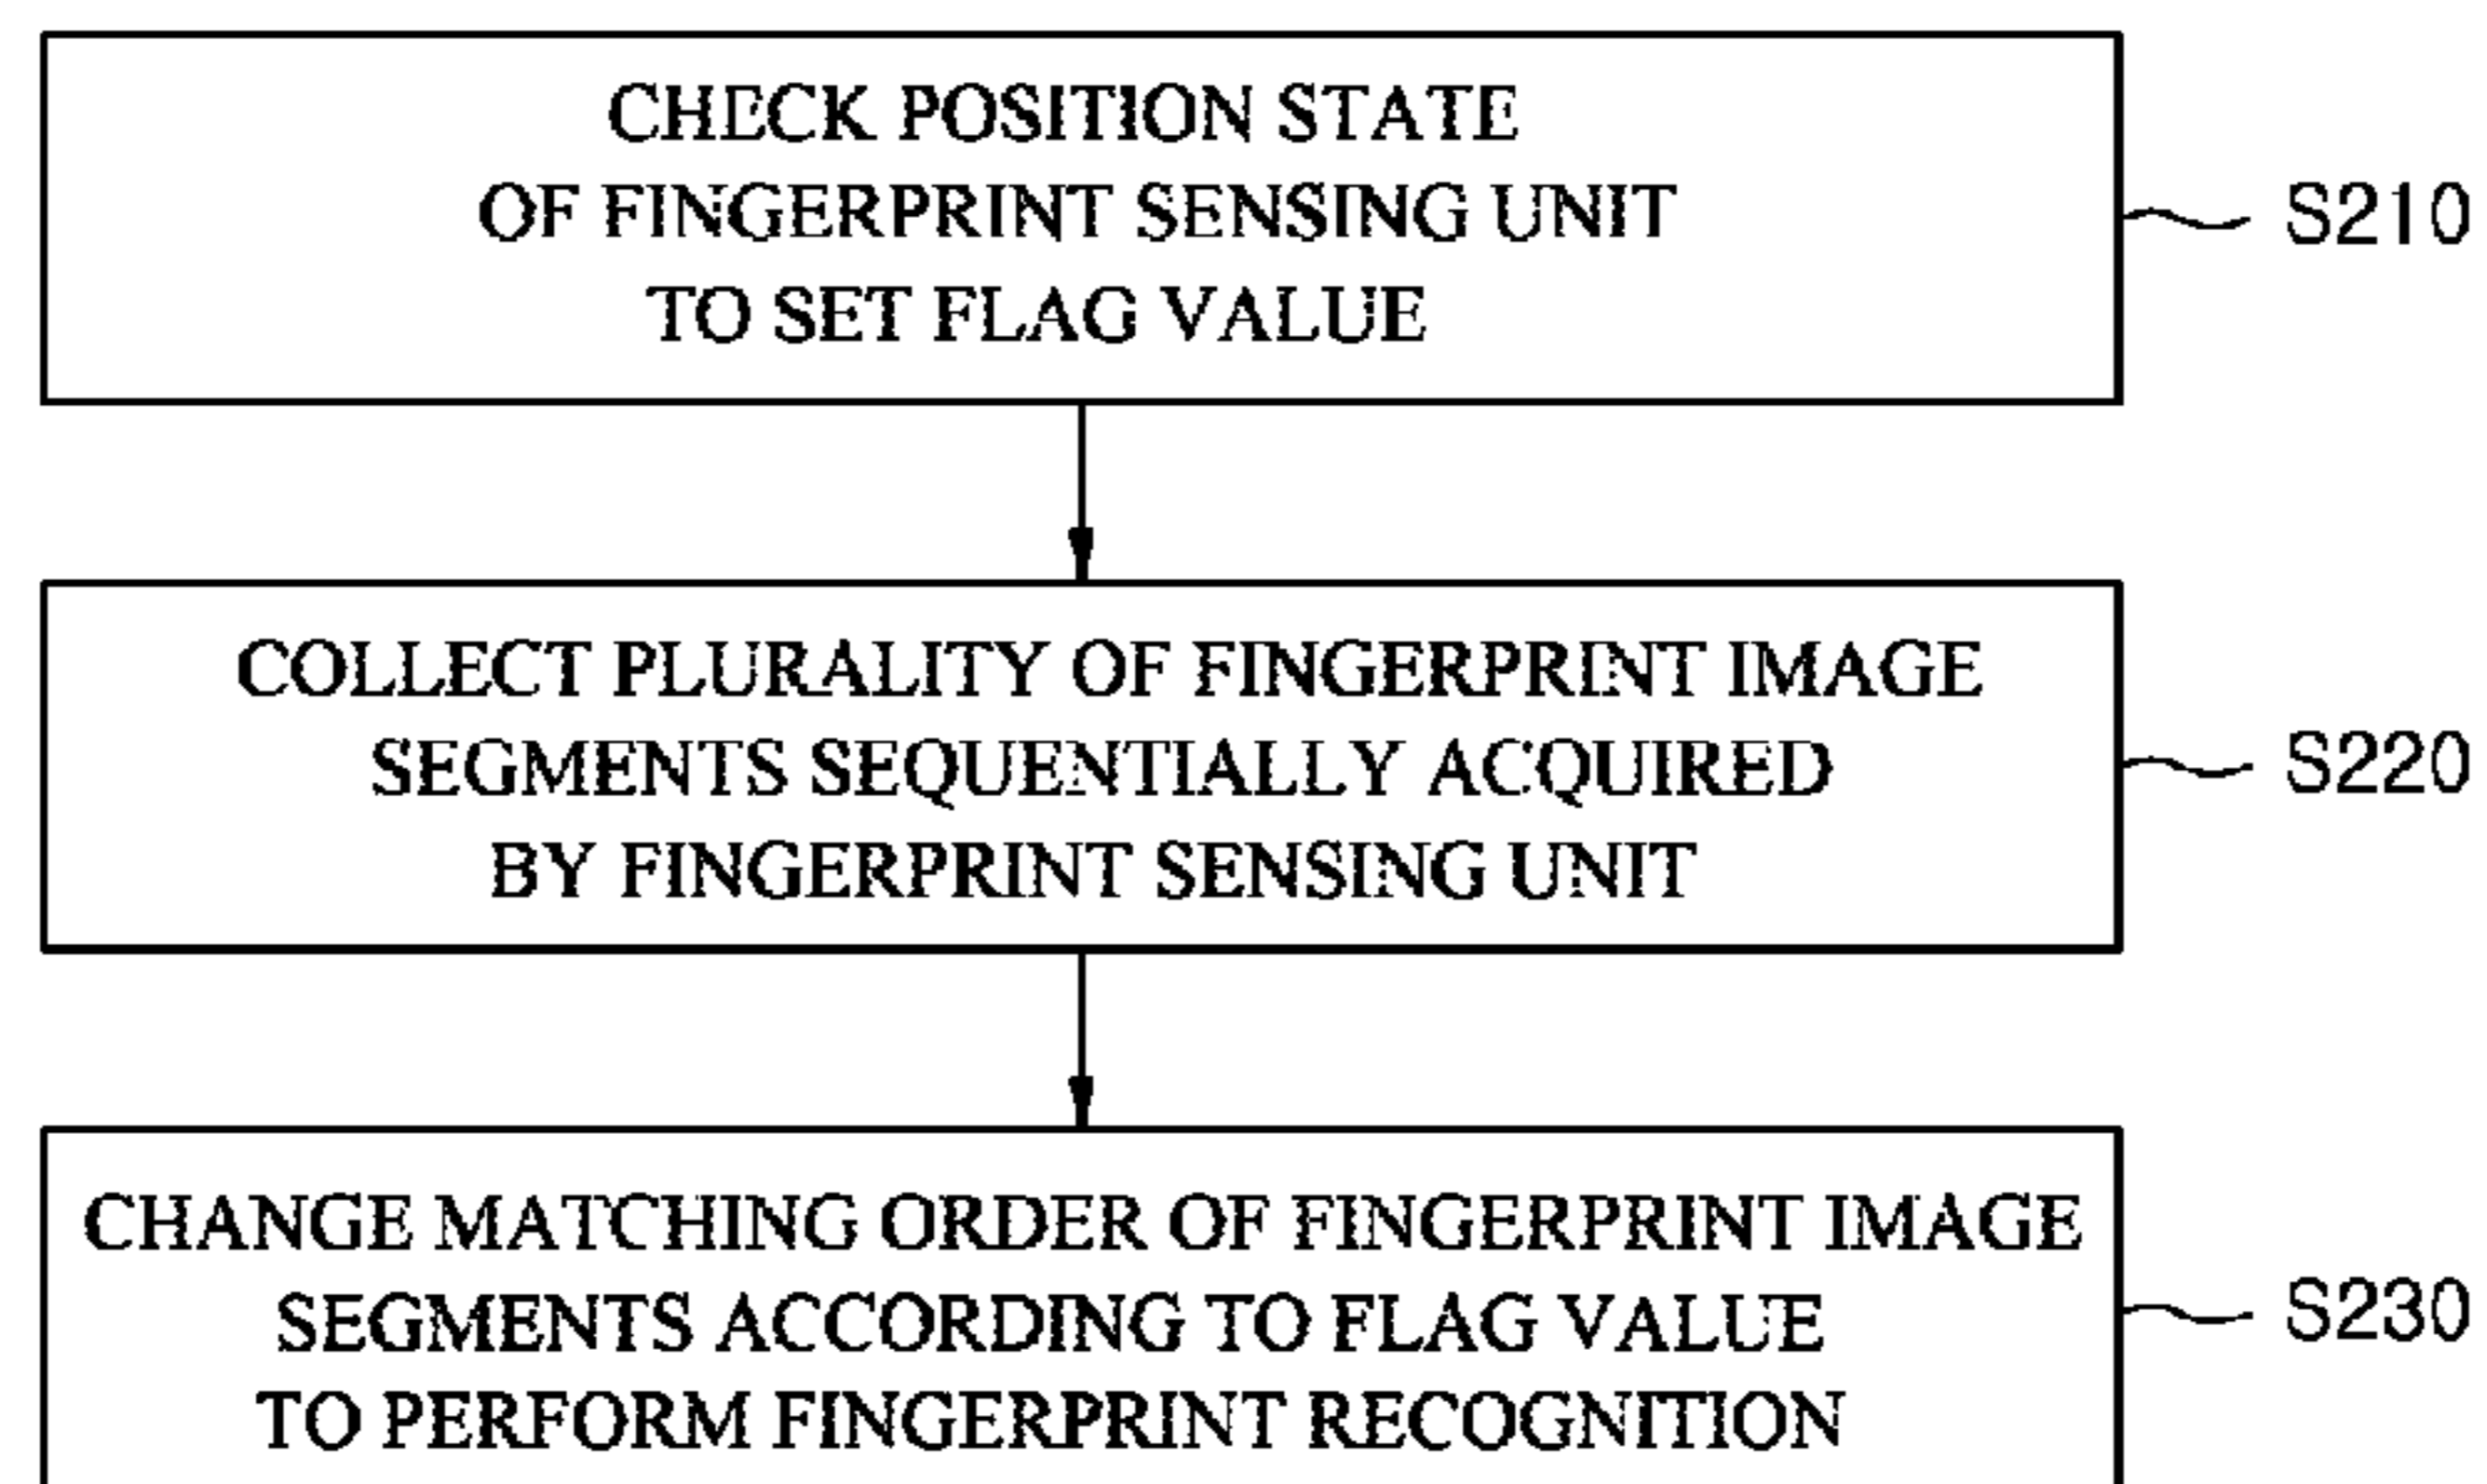 CHECK POSITION STATE
OF FINGERPRINT SENSING UNIT
TO SET FLAG VALUE
S210
COLLECT PLURALITY OF FINGERPRINT IMAGE
SEGMENTS SEQUENTIALLY ACQUIRED
BY FINGERPRINT SENSING UNIT
S220
CHANGE MATCHING ORDER OF FINGERPRINT IMAGE
SEGMENTS ACCORDING TO FLAG VALUE
TO PERFORM FINGERPRINT RECOGNITION
S230